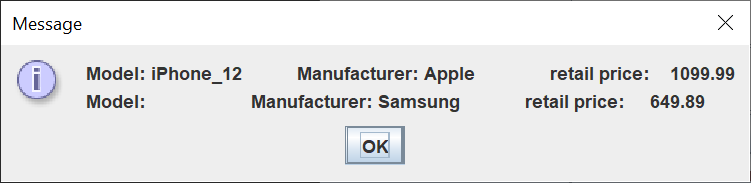 Message
Model: iPhone_12 Manufacturer: Apple retail price: 1099.99
Model: Manufacturer: Samsung retail price: 649.89
OK